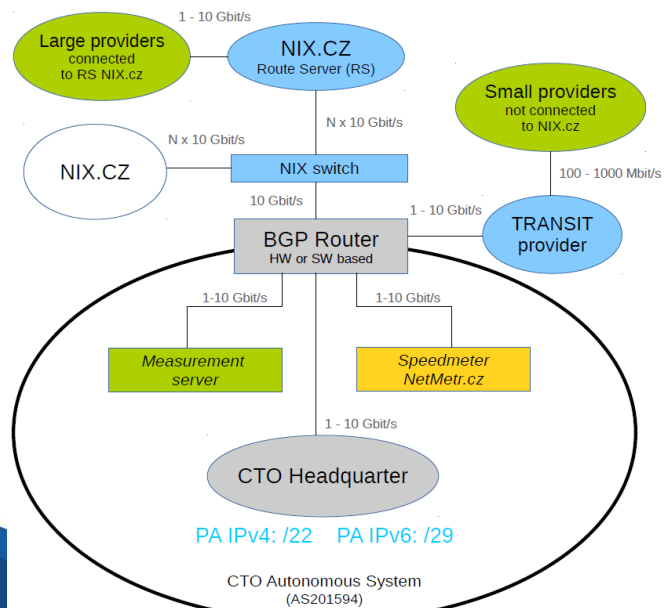 1 - 10 Gbit/s
Large providers
connected
to RS NIX.cz
NIX.CZ
Route Server (RS)
Small providers
not connected
to NIX.cz
N x 10 Gbit/s
N x 10 Gbit/s
NIX.CZ
NIX switch
100 - 1000 Mbit/s
10 Gbit/s
1 - 10 Gbit/s
TRANSIT
provider
BGP Router
HW or SW based
1-10 Gbit/s
1-10 Gbit/s
Measurement
server
Speedmeter
NetMetr.cz
1 - 10 Gbit/s
CTO Headquarter
PA IPv4: /22 PA IPv6: /29
CTO Autonomous System
(AS201594)